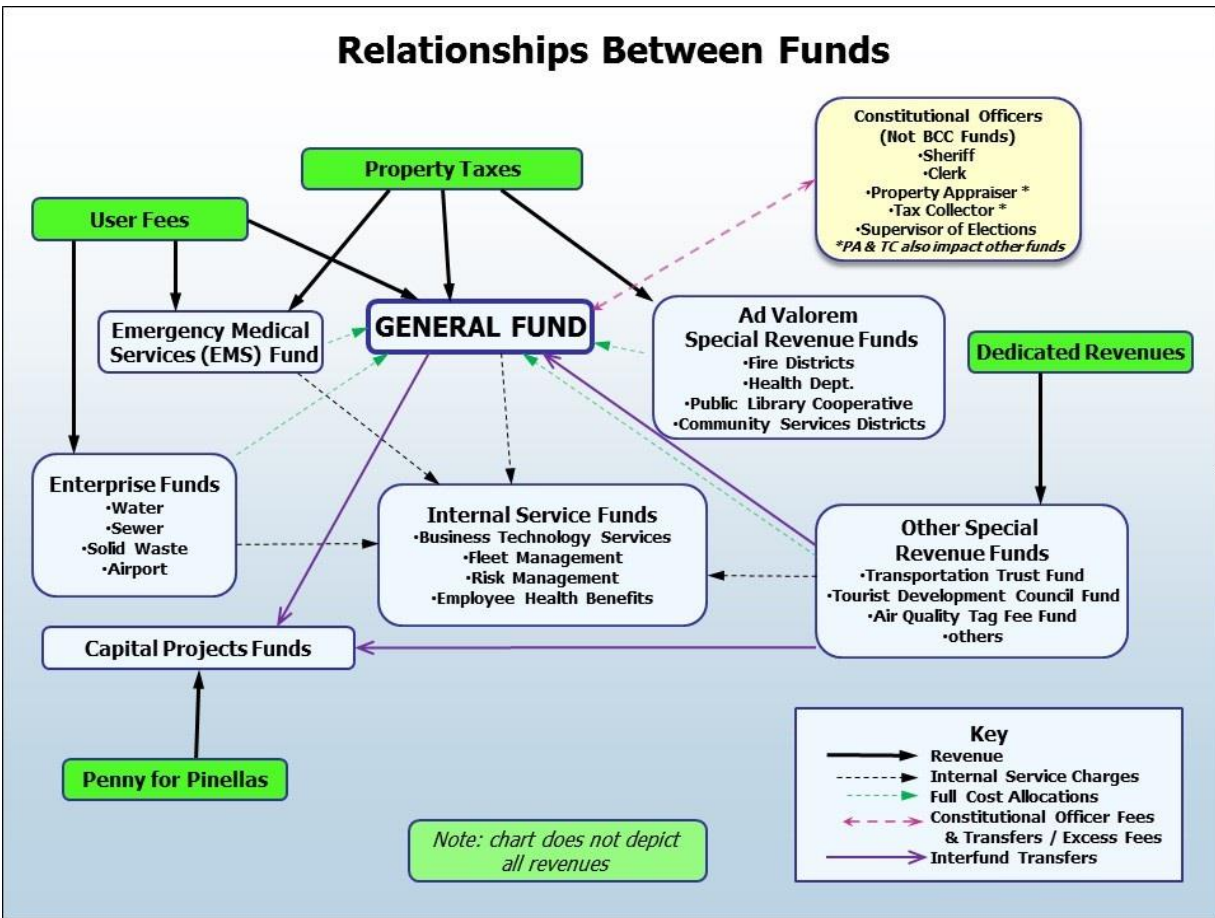 Relationships Between Funds
Constitutional Officers
(Not BCC Funds)
•Sheriff
•Clerk
•Property Appraiser *
•Tax Collector *
•Supervisor of Elections
*PA & TC also impact other funds
Property Taxes
User Fees
Emergency Medical
Services (EMS) Fund
GENERAL FUND
Ad Valorem
Special Revenue Funds
•Fire Districts
•Health Dept.
•Public Library Cooperative
•Community Services Districts
Dedicated Revenues
Enterprise Funds
•Water
•Sewer
•Solid Waste
•Airport
Internal Service Funds
•Business Technology Services
•Fleet Management
•Risk Management
•Employee Health Benefits
Other Special
Revenue Funds
•Transportation Trust Fund
•Tourist Development Council Fund
•Air Quality Tag Fee Fund
•others
Capital Projects Funds
Penny for Pinellas
Note: chart does not depict
all revenues
Key
Revenue
Internal Service Charges
Full Cost Allocations
Constitutional Officer Fees
& Transfers / Excess Fees
Interfund Transfers